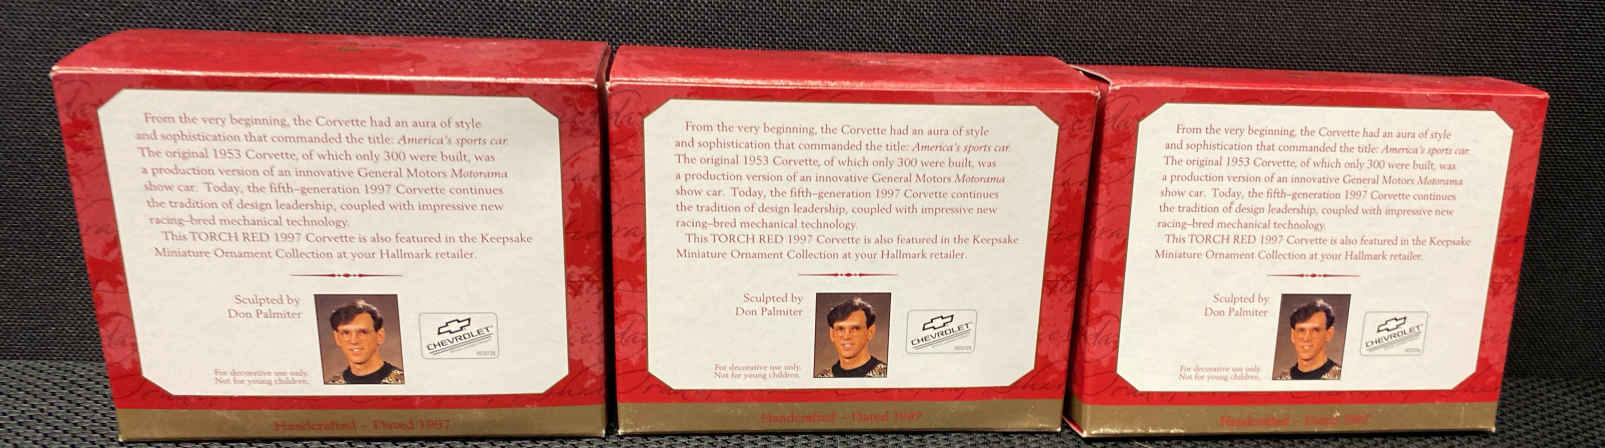 From the very beginning, the Corvette had an aura of style
and sophistication that commanded the title: America's sports car.
The original 1953 Corvette, of which only 300 were built, was
a production version of an innovative General Motors Motorama
show car. Today, the fifth–generation 1997 Corvette continues
the tradition of design leadership, coupled with impressive new
racing–bred mechanical technology.
This TORCH RED 1997 Corvette is also featured in the Keepsake
Miniature Ornament Collection at your Hallmark retailer.
Sculpted by
Don Palmiter
CHEVROLET
For decorative use only.
Not for young children.
Handcrafted – Dated 1997
From the very beginning, the Corvette had an aura of style
and sophistication that commanded the title: America's sports car.
The original 1953 Corvette, of which only 300 were built, was
a production version of an innovative General Motors Motorama
show car. Today, the fifth–generation 1997 Corvette continues
the tradition of design leadership, coupled with impressive new
racing–bred mechanical technology.
This TORCH RED 1997 Corvette is also featured in the Keepsake
Miniature Ornament Collection at your Hallmark retailer.
Sculpted by
Don Palmiter
CHEVROLET
For decorative use only.
Not for young children.
Handcrafted – Dated 1997
From the very beginning, the Corvette had an aura of style
and sophistication that commanded the title: America's sports car.
The original 1953 Corvette, of which only 300 were built, was
a production version of an innovative General Motors Motorama
show car. Today, the fifth–generation 1997 Corvette continues
the tradition of design leadership, coupled with impressive new
racing–bred mechanical technology.
This TORCH RED 1997 Corvette is also featured in the Keepsake
Miniature Ornament Collection at your Hallmark retailer.
Sculpted by
Don Palmiter
CHEVROLET
For decorative use only.
Not for young children.
Handcrafted – Dated 1997